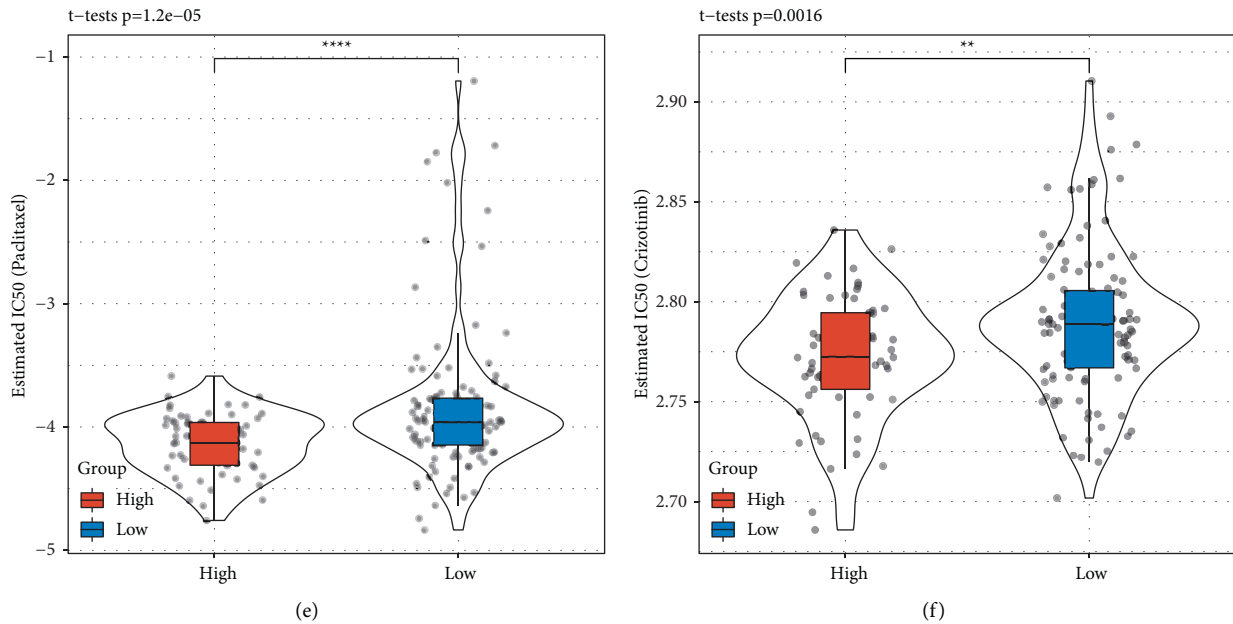 t−tests p=1.2e−05
****
−1
−2
−3
−4
−5
Estimated IC50 (Paclitaxel)
Group
High
Low
High
Low
(e)
t−tests p=0.0016
**
2.90
2.85
2.80
2.75
2.70
Estimated IC50 (Crizotinib)
Group
High
Low
High
Low
(f)